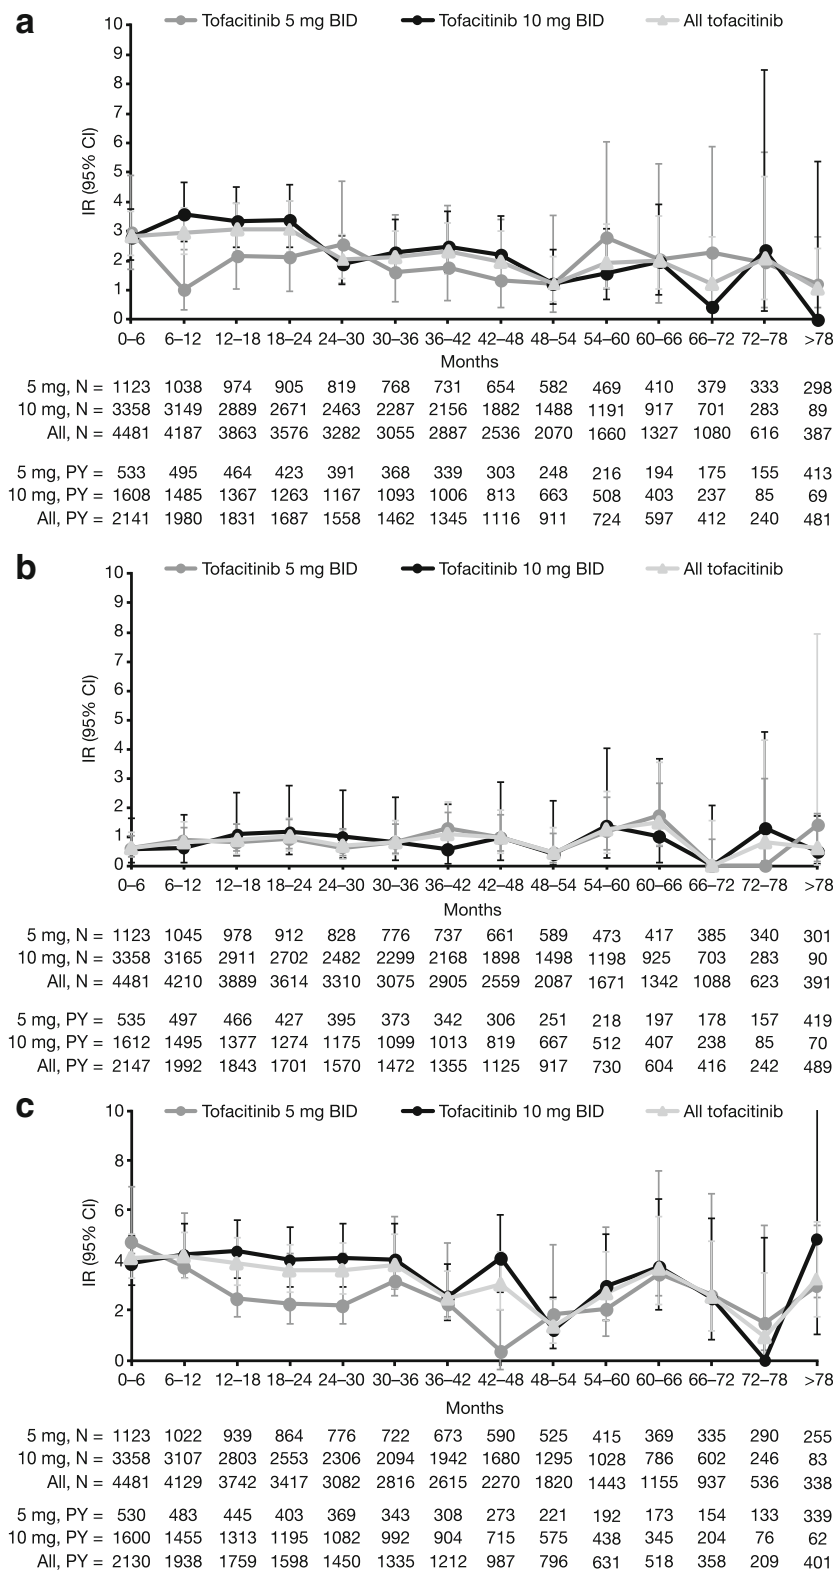 a
Tofacitinib 5 mg BID Tofacitinib 10 mg BID All tofacitinib
IR (95% CI)
10
9
8
7
6
5
4
3
2
1
0
0–6 6–12 12–18 18–24 24–30 30–36 36–42 42–48 48–54 54–60 60–66 66–72 72–78 >78
Months
5 mg, N = 1123 1038 974 905 819 768 731 654 582 469 410 379 333 298
10 mg, N = 3358 3149 2889 2671 2463 2287 2156 1882 1488 1191 917 701 283 89
All, N = 4481 4187 3863 3576 3282 3055 2887 2536 2070 1660 1327 1080 616 387
5 mg, PY = 533 495 464 423 391 368 339 303 248 216 194 175 155 413
10 mg, PY = 1608 1485 1367 1263 1167 1093 1006 813 663 508 403 237 85 69
All, PY = 2141 1980 1831 1687 1558 1462 1345 1116 911 724 597 412 240 481
b
Tofacitinib 5 mg BID Tofacitinib 10 mg BID All tofacitinib
IR (95% CI)
10
9
8
7
6
5
4
3
2
1
0
0–6 6–12 12–18 18–24 24–30 30–36 36–42 42–48 48–54 54–60 60–66 66–72 72–78 >78
Months
5 mg, N = 1123 1045 978 912 828 776 737 661 589 473 417 385 340 301
10 mg, N = 3358 3165 2911 2702 2482 2299 2168 1898 1498 1198 925 703 283 90
All, N = 4481 4210 3889 3614 3310 3075 2905 2559 2087 1671 1342 1088 623 391
5 mg, PY = 535 497 466 427 395 373 342 306 251 218 197 178 157 419
10 mg, PY = 1612 1495 1377 1274 1175 1099 1013 819 667 512 407 238 85 70
All, PY = 2147 1992 1843 1701 1570 1472 1355 1125 917 730 604 416 242 489
c
Tofacitinib 5 mg BID Tofacitinib 10 mg BID All tofacitinib
IR (95% CI)
10
8
6
4
2
0
0–6 6–12 12–18 18–24 24–30 30–36 36–42 42–48 48–54 54–60 60–66 66–72 72–78 >78
Months
5 mg, N = 1123 1022 939 864 776 722 673 590 525 415 369 335 290 255
10 mg, N = 3358 3107 2803 2553 2306 2094 1942 1680 1295 1028 786 602 246 83
All, N = 4481 4129 3742 3417 3082 2816 2615 2270 1820 1443 1155 937 536 338
5 mg, PY = 530 483 445 403 369 343 308 273 221 192 173 154 133 339
10 mg, PY = 1600 1455 1313 1195 1082 992 904 715 575 438 345 204 76 62
All, PY = 2130 1938 1759 1598 1450 1335 1212 987 796 631 518 358 209 401